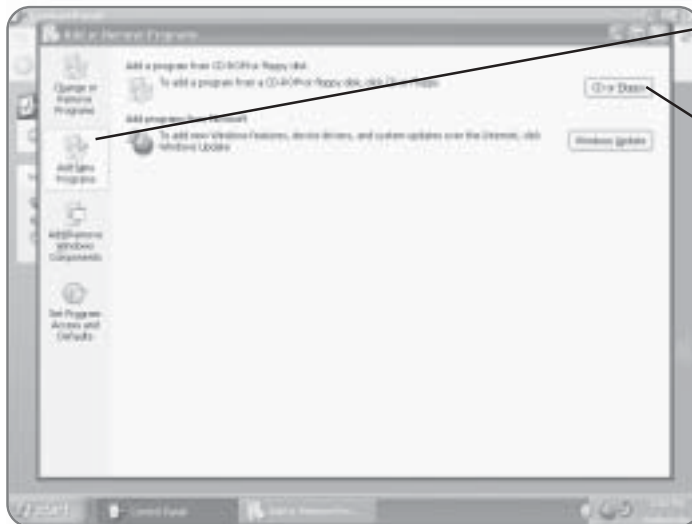 Add or Remove Programs
Change or
Remove
Programs
Add New
Programs
Add/Remove
Windows
Components
Set Program
Access and
Defaults
Add a program from CD-ROM or floppy disk
To add a program from a CD-ROM or floppy disk, click CD or Floppy.
CD or Floppy
Add programs from Microsoft
To add new Windows features, device drivers, and system updates over the Internet, click
Windows Update.
Windows Update
start
Control Panel
Add or Remove